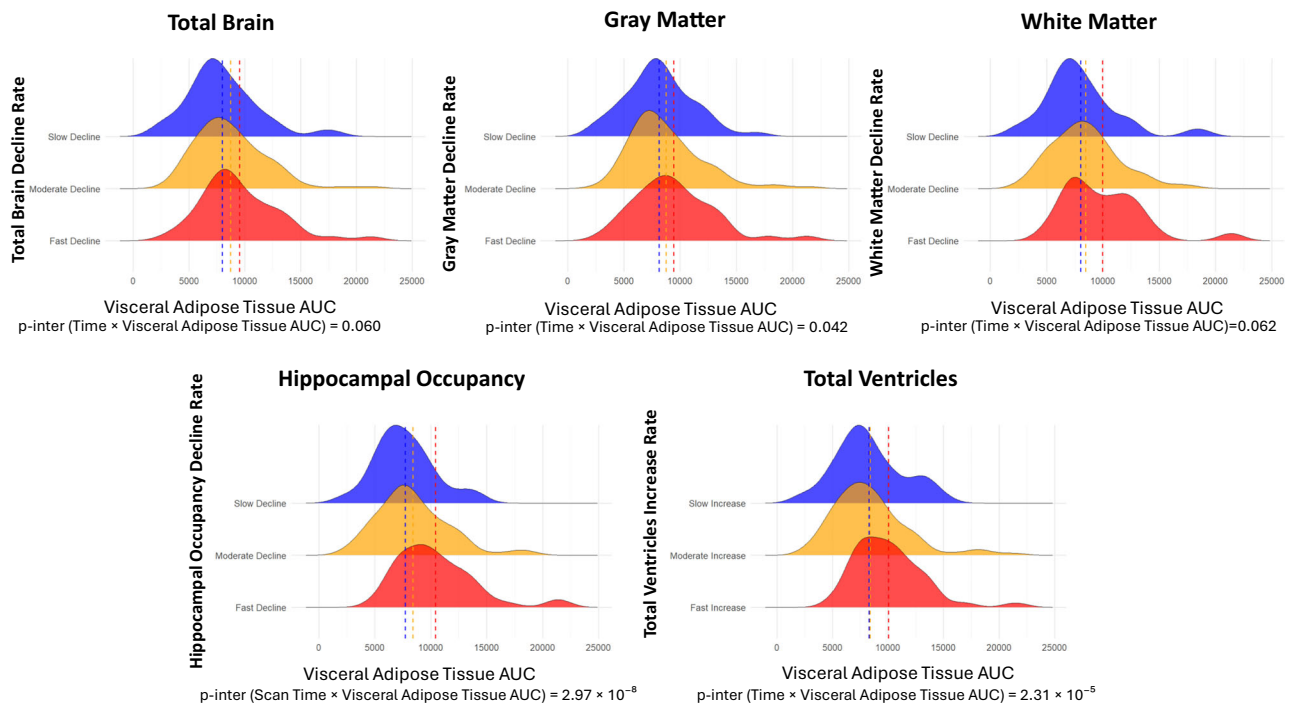 Total Brain
Total Brain Decline Rate
Slow Decline
Moderate Decline
Fast Decline
0 5000 10000 15000 20000 25000
Visceral Adipose Tissue AUC
p-inter (Time × Visceral Adipose Tissue AUC) = 0.060
Gray Matter
Gray Matter Decline Rate
Slow Decline
Moderate Decline
Fast Decline
0 5000 10000 15000 20000 25000
Visceral Adipose Tissue AUC
p-inter (Time × Visceral Adipose Tissue AUC) = 0.042
White Matter
White Matter Decline Rate
Slow Decline
Moderate Decline
Fast Decline
0 5000 10000 15000 20000 25000
Visceral Adipose Tissue AUC
p-inter (Time × Visceral Adipose Tissue AUC)=0.062
Hippocampal Occupancy
Hippocampal Occupancy Decline Rate
Slow Decline
Moderate Decline
Fast Decline
0 5000 10000 15000 20000 25000
Visceral Adipose Tissue AUC
p-inter (Scan Time × Visceral Adipose Tissue AUC) = 2.97 × 10⁻⁸
Total Ventricles
Total Ventricles Increase Rate
Slow Increase
Moderate Increase
Fast Increase
0 5000 10000 15000 20000 25000
Visceral Adipose Tissue AUC
p-inter (Time × Visceral Adipose Tissue AUC) = 2.31 × 10⁻⁵